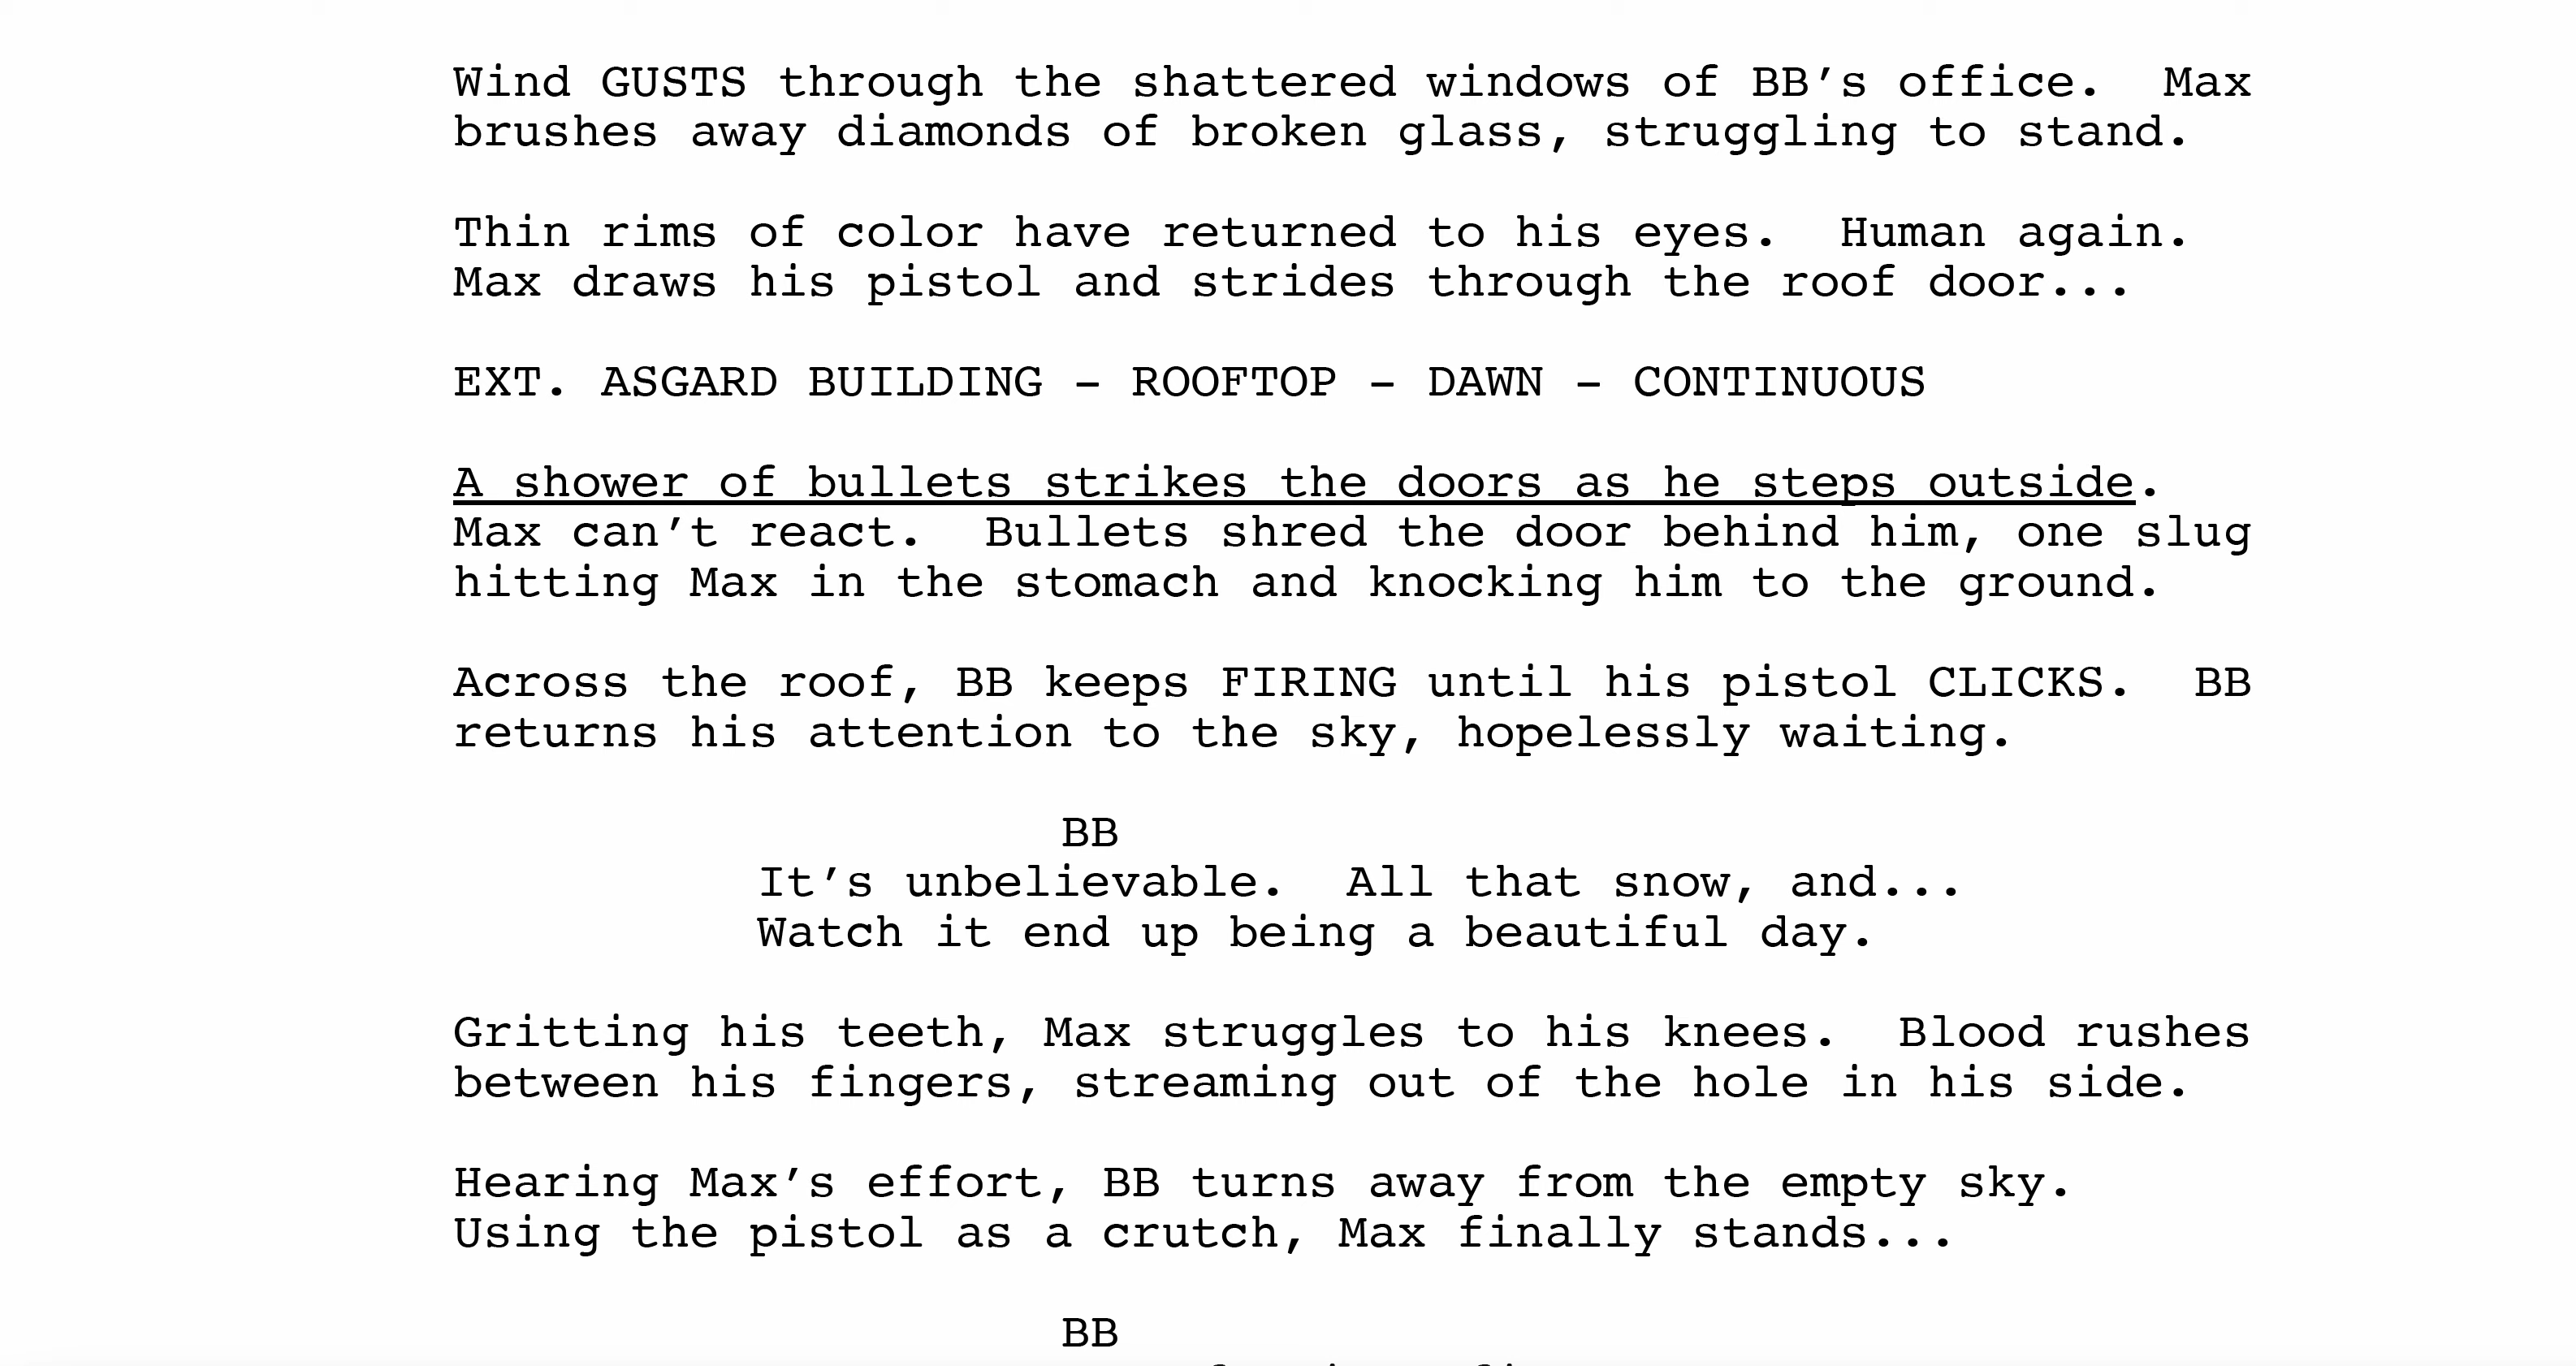 Wind GUSTS through the shattered windows of BB’s office.  Max
brushes away diamonds of broken glass, struggling to stand.
Thin rims of color have returned to his eyes.  Human again.
Max draws his pistol and strides through the roof door...
EXT. ASGARD BUILDING – ROOFTOP – DAWN – CONTINUOUS
A shower of bullets strikes the doors as he steps outside.
Max can’t react.  Bullets shred the door behind him, one slug
hitting Max in the stomach and knocking him to the ground.
Across the roof, BB keeps FIRING until his pistol CLICKS.  BB
returns his attention to the sky, hopelessly waiting.
BB
It’s unbelievable.  All that snow, and...
Watch it end up being a beautiful day.
Gritting his teeth, Max struggles to his knees.  Blood rushes
between his fingers, streaming out of the hole in his side.
Hearing Max’s effort, BB turns away from the empty sky.
Using the pistol as a crutch, Max finally stands...
BB